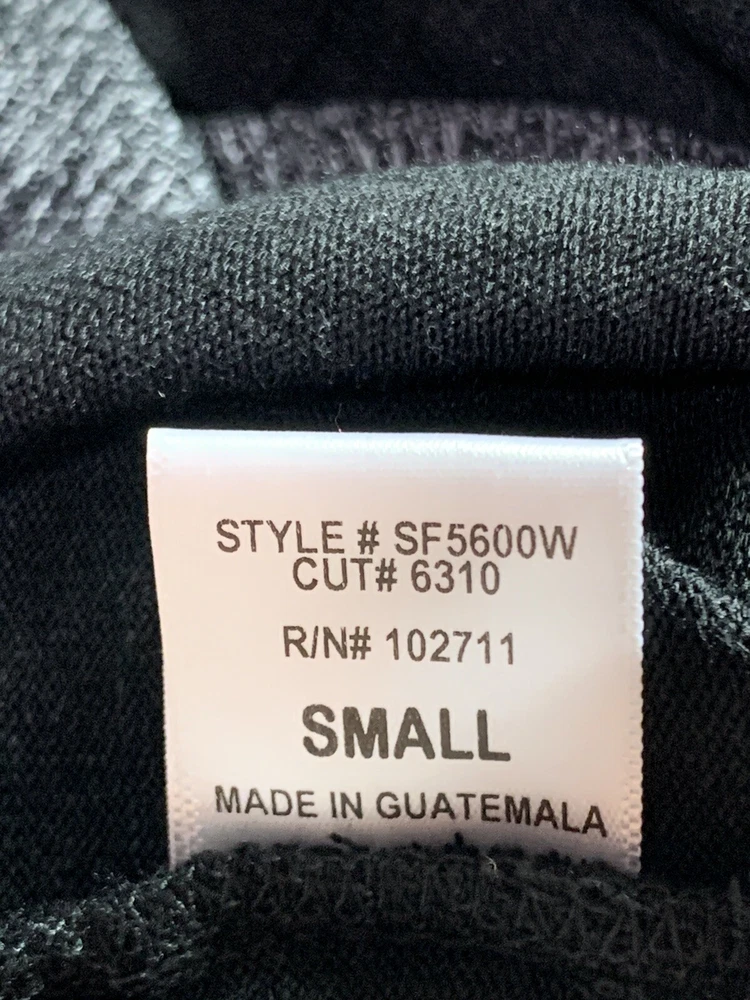 STYLE # SF5600W
CUT# 6310
R/N# 102711
SMALL
MADE IN GUATEMALA